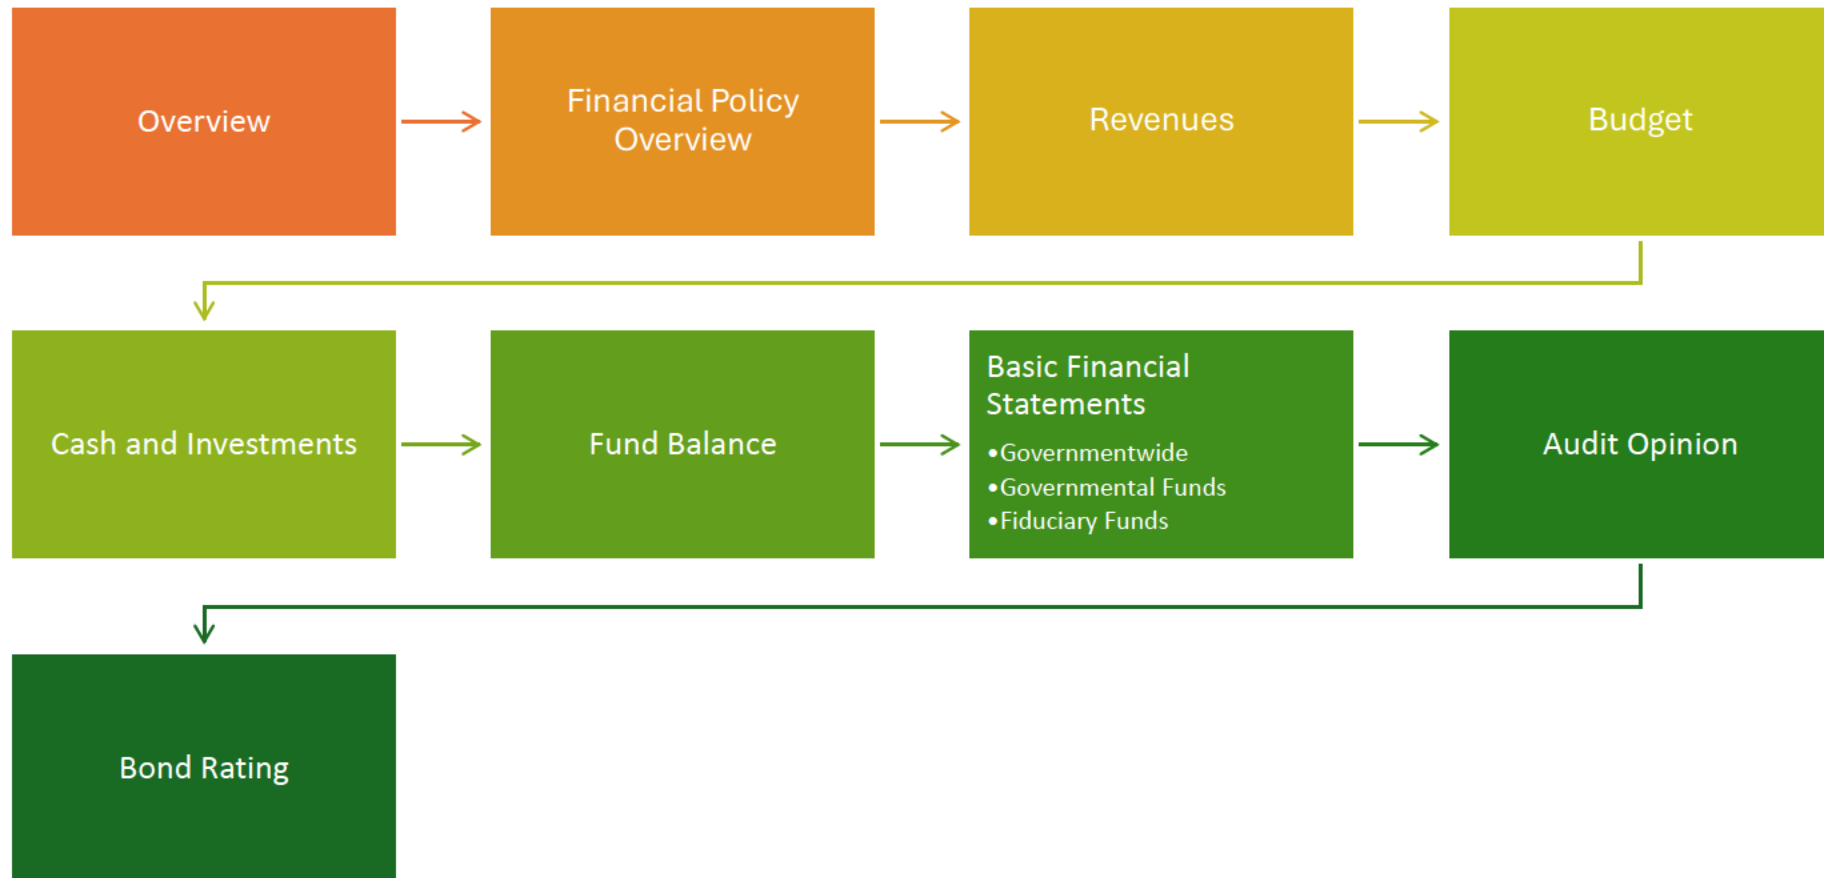 Overview
Financial Policy
Overview
Revenues
Budget
Cash and Investments
Fund Balance
Basic Financial
Statements
•Governmentwide
•Governmental Funds
•Fiduciary Funds
Audit Opinion
Bond Rating